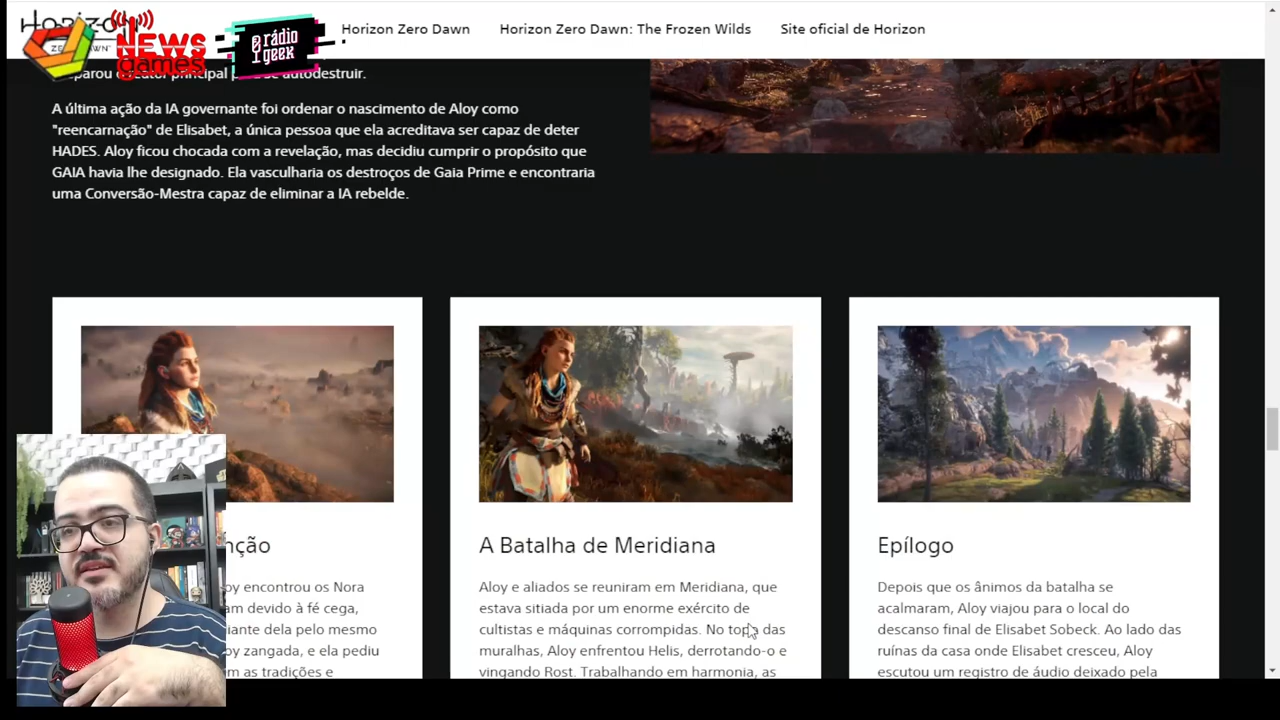 Horizon
ZERO DAWN
NEWS
games
rádio
geek
Horizon Zero Dawn
Horizon Zero Dawn: The Frozen Wilds
Site oficial de Horizon
principal
se autodestruir.
A última ação da IA governante foi ordenar o nascimento de Aloy como
"reencarnação" de Elisabet, a única pessoa que ela acreditava ser capaz de deter
HADES. Aloy ficou chocada com a revelação, mas decidiu cumprir o propósito que
GAIA havia lhe designado. Ela vasculharia os destroços de Gaia Prime e encontraria
uma Conversão-Mestra capaz de eliminar a IA rebelde.
nção
oy encontrou os Nora
am devido à fé cega,
iante dela pelo mesmo
oy zangada, e ela pediu
m as tradições e
A Batalha de Meridiana
Aloy e aliados se reuniram em Meridiana, que
estava sitiada por um enorme exército de
cultistas e máquinas corrompidas. No topo das
muralhas, Aloy enfrentou Helis, derrotando-o e
vingando Rost. Trabalhando em harmonia, as
Epílogo
Depois que os ânimos da batalha se
acalmaram, Aloy viajou para o local do
descanso final de Elisabet Sobeck. Ao lado das
ruínas da casa onde Elisabet cresceu, Aloy
escutou um registro de áudio deixado pela